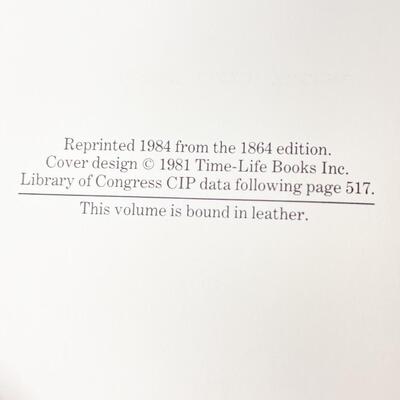 Reprinted 1984 from the 1864 edition.
Cover design © 1981 Time-Life Books Inc.
Library of Congress CIP data following page 517.
This volume is bound in leather.